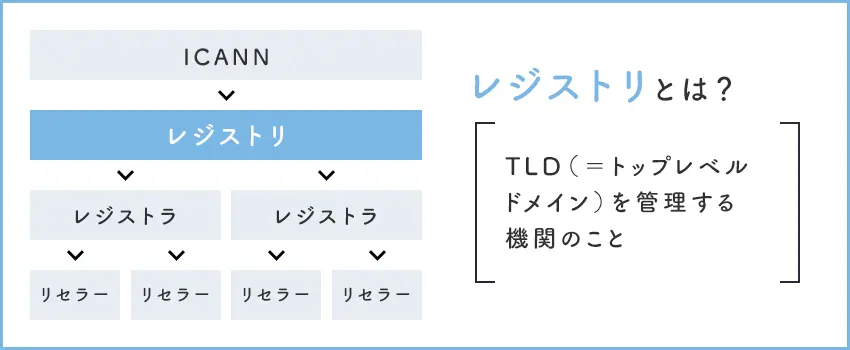 ICANN
レジストリ
レジストラ
レジストラ
リセラー
リセラー
リセラー
リセラー
レジストリとは？
TLD（＝トップレベル
ドメイン）を管理する
機関のこと